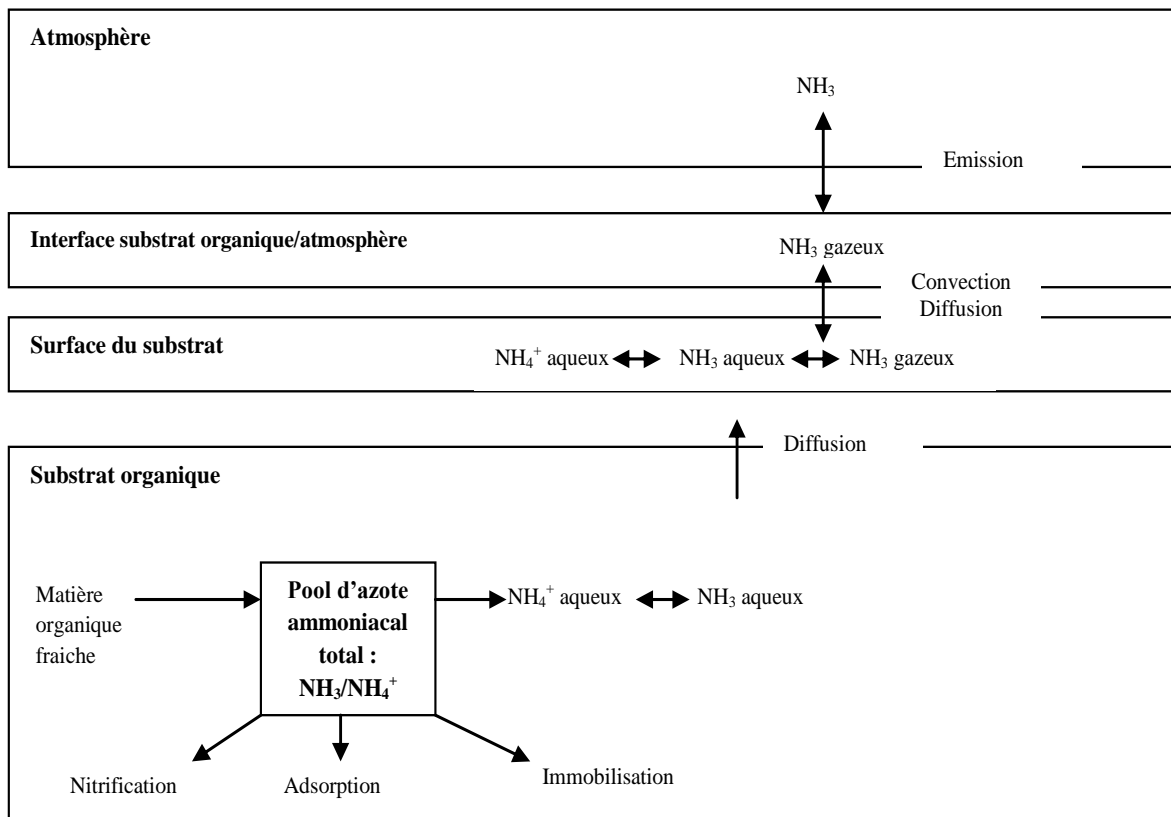 Atmosphère
NH₃
Emission
Interface substrat organique/atmosphère
NH₃ gazeux
Convection
Diffusion
Surface du substrat
NH₄⁺ aqueux
NH₃ aqueux
NH₃ gazeux
Diffusion
Substrat organique
Matière
organique
fraiche
Pool d’azote
ammoniacal
total :
NH₃/NH₄⁺
NH₄⁺ aqueux
NH₃ aqueux
Nitrification
Adsorption
Immobilisation